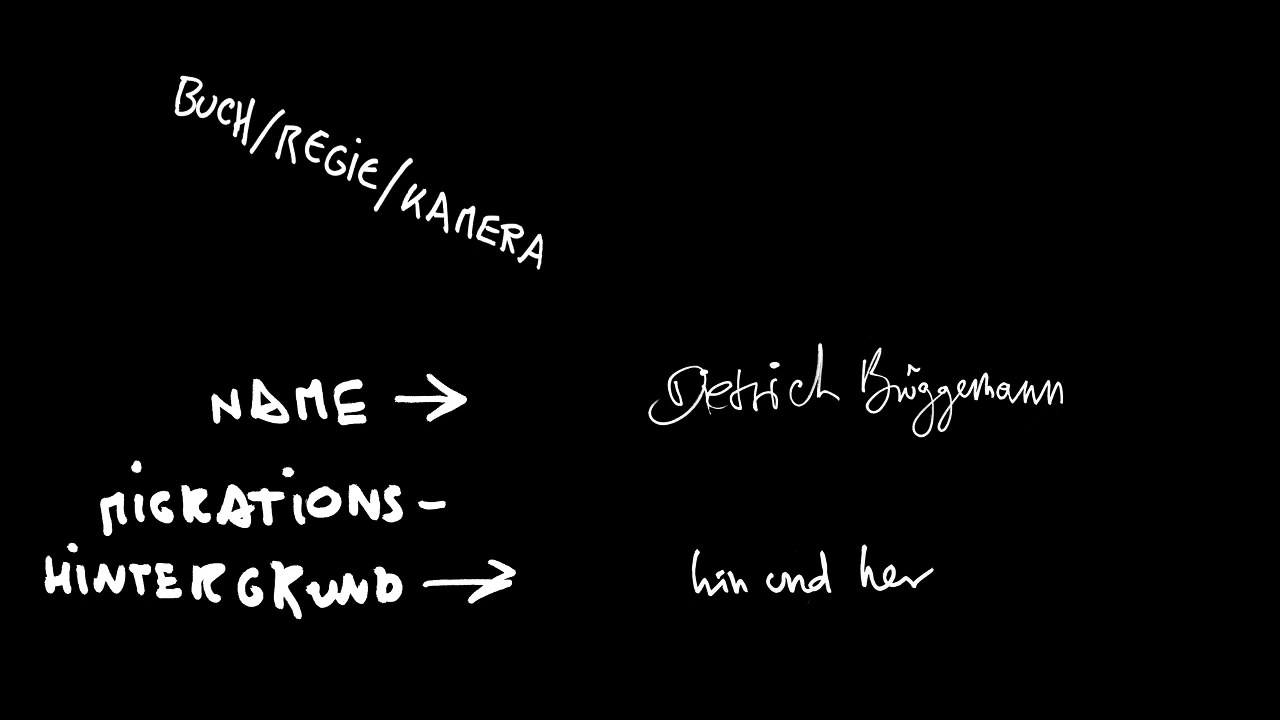 BUCH/REGIE/KAMERA
NAME → Dietrich Brüggemann
MIGRATIONS-
HINTERGRUND → hin und her